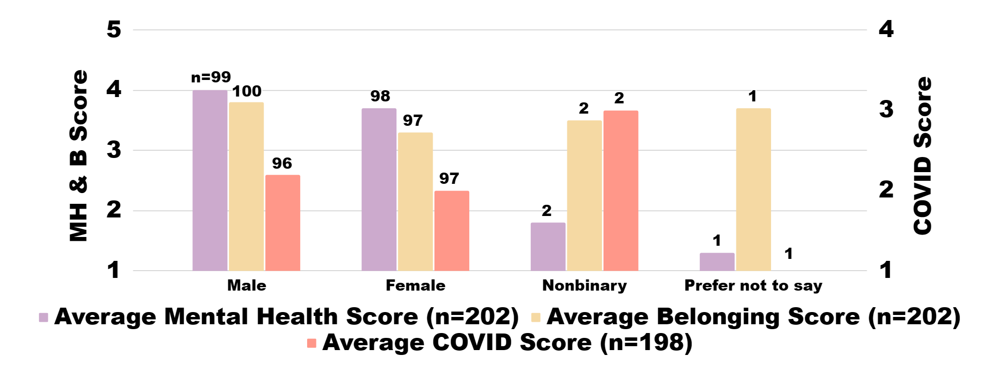 5
4
3
2
1
MH & B Score
n=99
100
96
98
97
97
2
2
2
1
1
1
4
3
2
1
COVID Score
Male
Female
Nonbinary
Prefer not to say
Average Mental Health Score (n=202)
Average Belonging Score (n=202)
Average COVID Score (n=198)